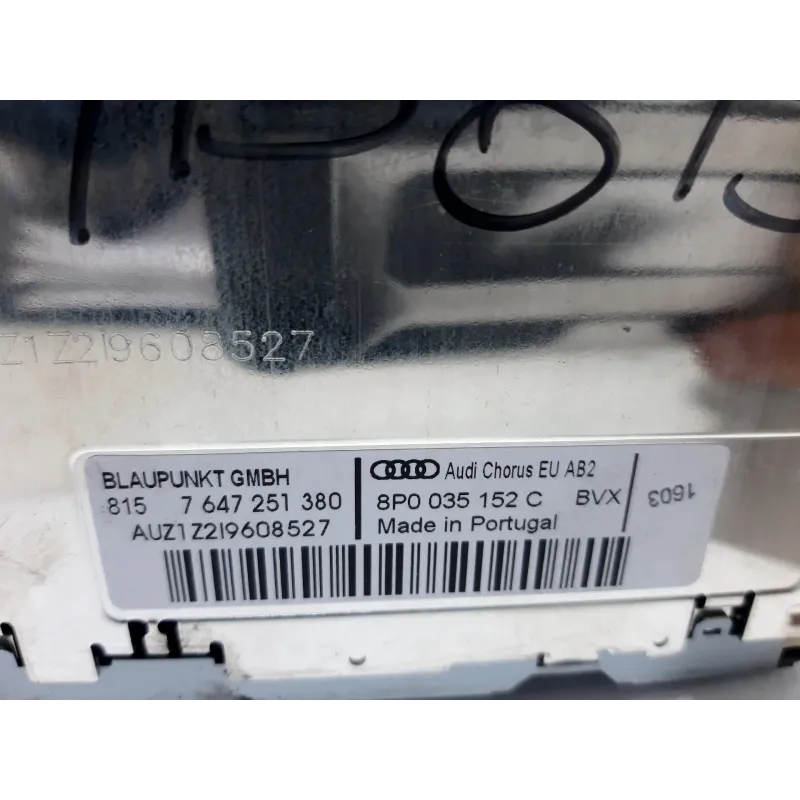 Z1Z2I9608527
BLAUPUNKT GMBH
815 7 647 251 380
AUZ1Z2I9608527
Audi Chorus EU AB2
8P0 035 152 C BVX
Made in Portugal
1603